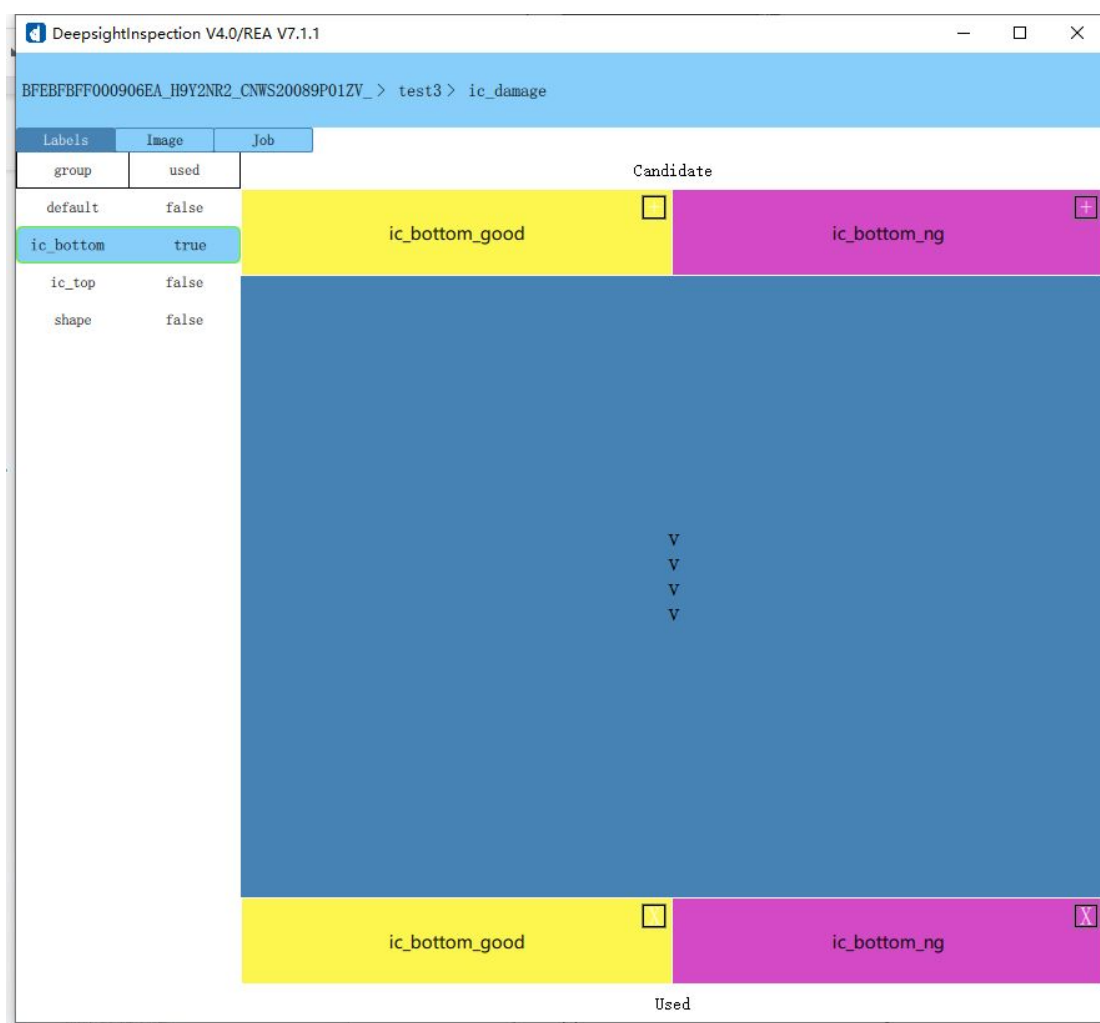 DeepsightInspection V4.0/REA V7.1.1
BFEBFBFF000906EA_H9Y2NR2_CNWS20089P01ZV_ > test3 > ic_damage
Labels Image Job
group used
Candidate
default false
ic_bottom true
ic_top false
shape false
ic_bottom_good +
ic_bottom_ng +
V
V
V
V
ic_bottom_good X
ic_bottom_ng X
Used